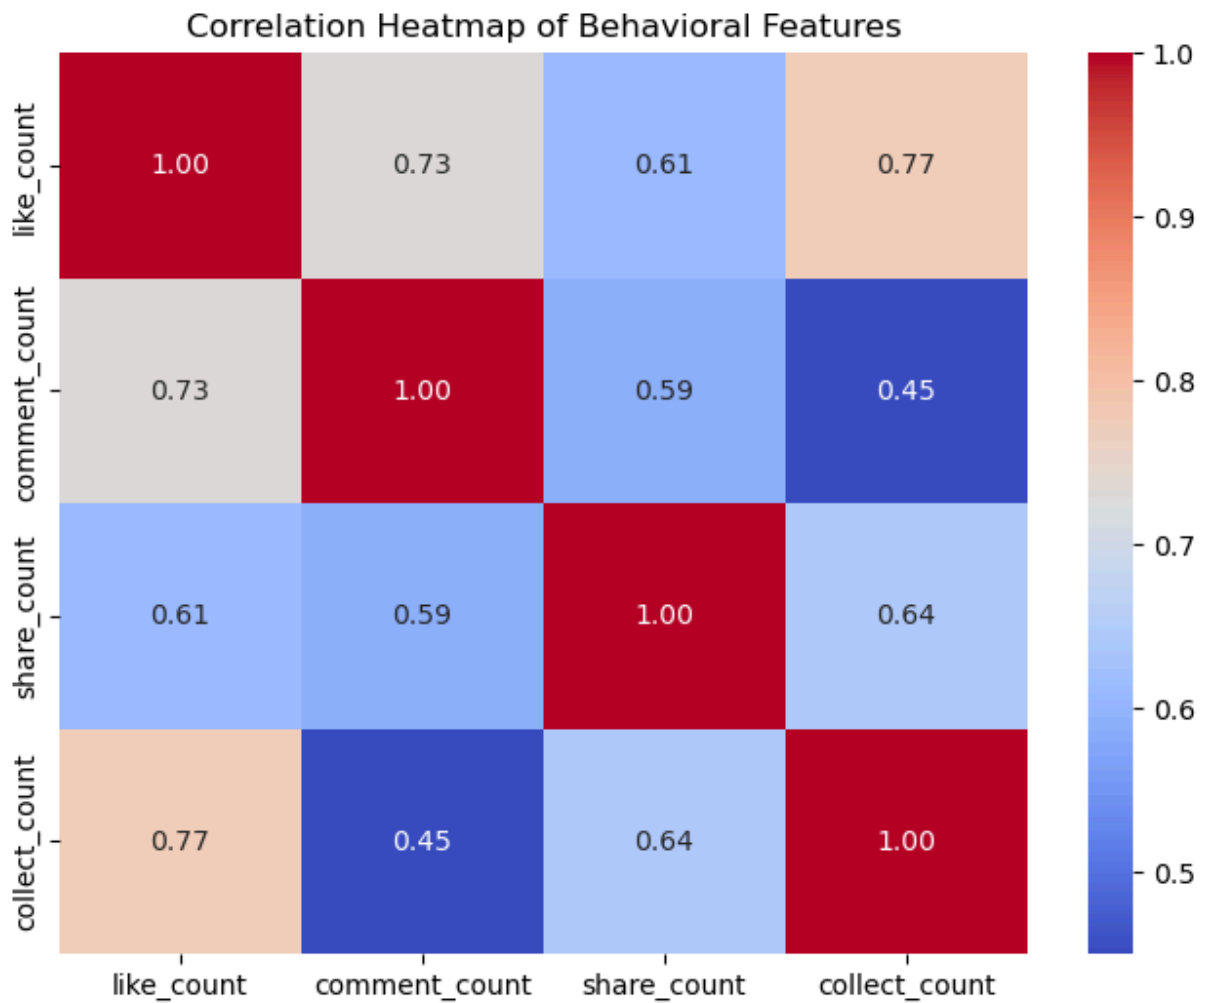 Correlation Heatmap of Behavioral Features
like_count
1.00
0.73
0.61
0.77
comment_count
0.73
1.00
0.59
0.45
share_count
0.61
0.59
1.00
0.64
collect_count
0.77
0.45
0.64
1.00
like_count
comment_count
share_count
collect_count
1.0
0.9
0.8
0.7
0.6
0.5